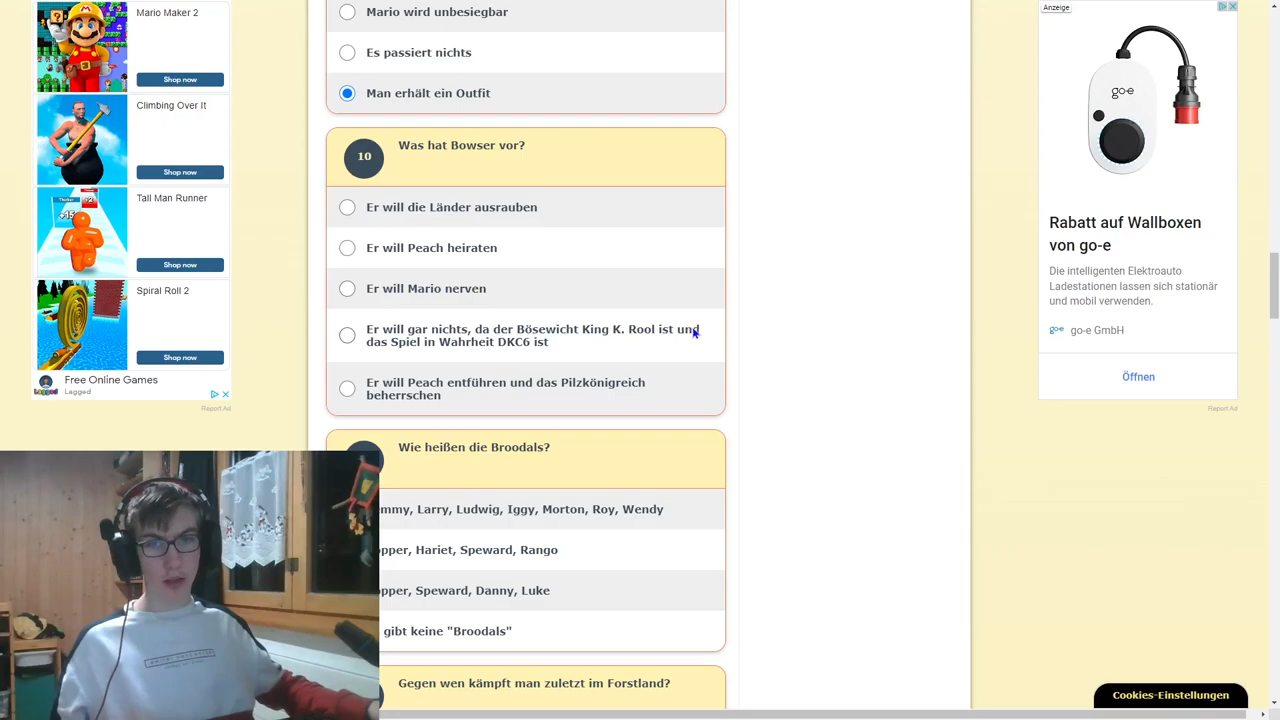 Mario Maker 2
Shop now
Climbing Over It
Shop now
Tall Man Runner
Shop now
Spiral Roll 2
Shop now
Free Online Games
Lagged
Report Ad
Mario wird unbesiegbar
Es passiert nichts
Man erhält ein Outfit
10
Was hat Bowser vor?
Er will die Länder ausrauben
Er will Peach heiraten
Er will Mario nerven
Er will gar nichts, da der Bösewicht King K. Rool ist und
das Spiel in Wahrheit DKC6 ist
Er will Peach entführen und das Pilzkönigreich
beherrschen
Wie heißen die Broodals?
mmy, Larry, Ludwig, Iggy, Morton, Roy, Wendy
opper, Hariet, Speward, Rango
opper, Speward, Danny, Luke
gibt keine "Broodals"
Gegen wen kämpft man zuletzt im Forstland?
Anzeige
go-e
Rabatt auf Wallboxen
von go-e
Die intelligenten Elektroauto
Ladestationen lassen sich stationär
und mobil verwenden.
go-e go-e GmbH
Öffnen
Report Ad
Cookies-Einstellungen